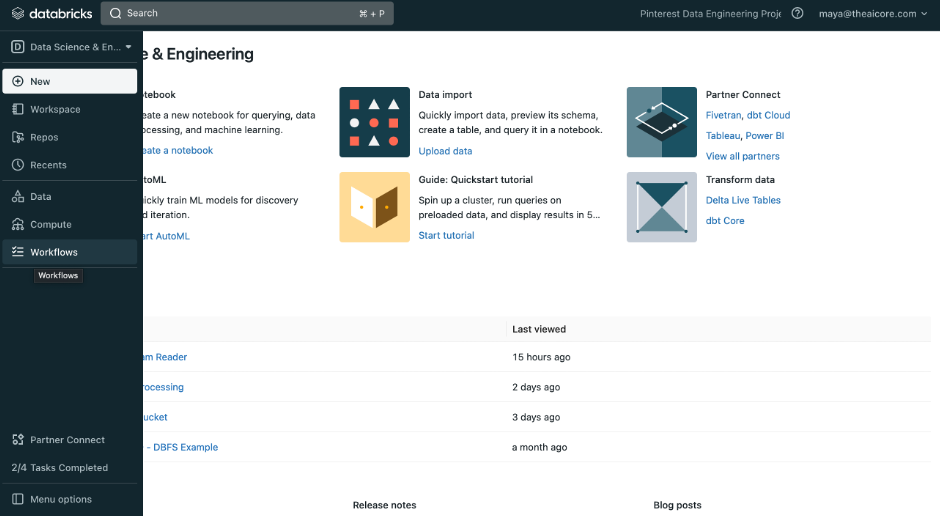 databricks
Search
⌘ + P
Pinterest Data Engineering Proje
maya@theaicore.com
D
Data Science & En...
New
Workspace
Repos
Recents
Data
Compute
Workflows
Workflows
Partner Connect
2/4 Tasks Completed
Menu options
e & Engineering
tebook
eate a new notebook for querying, data
ocessing, and machine learning.
eate a notebook
Data import
Quickly import data, preview its schema,
create a table, and query it in a notebook.
Upload data
Partner Connect
Fivetran, dbt Cloud
Tableau, Power BI
View all partners
toML
ickly train ML models for discovery
d iteration.
art AutoML
Guide: Quickstart tutorial
Spin up a cluster, run queries on
preloaded data, and display results in 5...
Start tutorial
Transform data
Delta Live Tables
dbt Core
Last viewed
am Reader
15 hours ago
rocessing
2 days ago
ucket
3 days ago
- DBFS Example
a month ago
Release notes
Blog posts